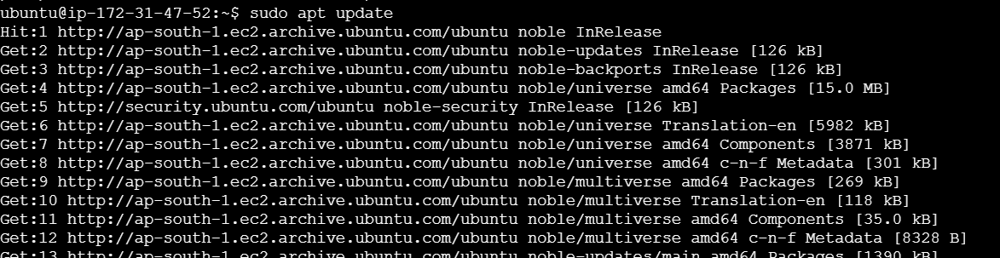 ubuntu@ip-172-31-47-52:~$ sudo apt update
Hit:1 http://ap-south-1.ec2.archive.ubuntu.com/ubuntu noble InRelease
Get:2 http://ap-south-1.ec2.archive.ubuntu.com/ubuntu noble-updates InRelease [126 kB]
Get:3 http://ap-south-1.ec2.archive.ubuntu.com/ubuntu noble-backports InRelease [126 kB]
Get:4 http://ap-south-1.ec2.archive.ubuntu.com/ubuntu noble/universe amd64 Packages [15.0 MB]
Get:5 http://security.ubuntu.com/ubuntu noble-security InRelease [126 kB]
Get:6 http://ap-south-1.ec2.archive.ubuntu.com/ubuntu noble/universe Translation-en [5982 kB]
Get:7 http://ap-south-1.ec2.archive.ubuntu.com/ubuntu noble/universe amd64 Components [3871 kB]
Get:8 http://ap-south-1.ec2.archive.ubuntu.com/ubuntu noble/universe amd64 c-n-f Metadata [301 kB]
Get:9 http://ap-south-1.ec2.archive.ubuntu.com/ubuntu noble/multiverse amd64 Packages [269 kB]
Get:10 http://ap-south-1.ec2.archive.ubuntu.com/ubuntu noble/multiverse Translation-en [118 kB]
Get:11 http://ap-south-1.ec2.archive.ubuntu.com/ubuntu noble/multiverse amd64 Components [35.0 kB]
Get:12 http://ap-south-1.ec2.archive.ubuntu.com/ubuntu noble/multiverse amd64 c-n-f Metadata [8328 B]
Get:13 http://ap-south-1.ec2.archive.ubuntu.com/ubuntu noble-updates/main amd64 Packages [1390 kB]